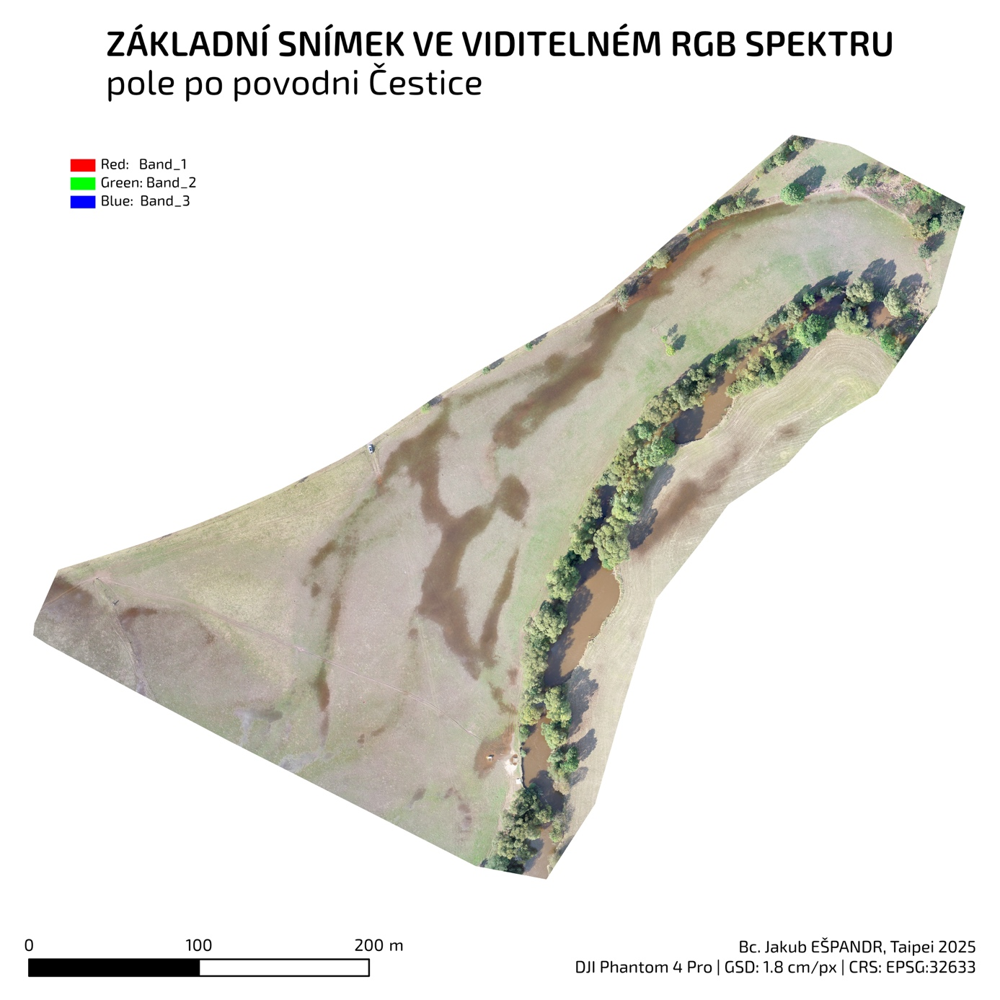 ZÁKLADNÍ SNÍMEK VE VIDITELNÉM RGB SPEKTRU
pole po povodni Čestice
Red: Band_1
Green: Band_2
Blue: Band_3
0 100 200 m
Bc. Jakub EŠPANDR, Taipei 2025
DJI Phantom 4 Pro | GSD: 1.8 cm/px | CRS: EPSG:32633